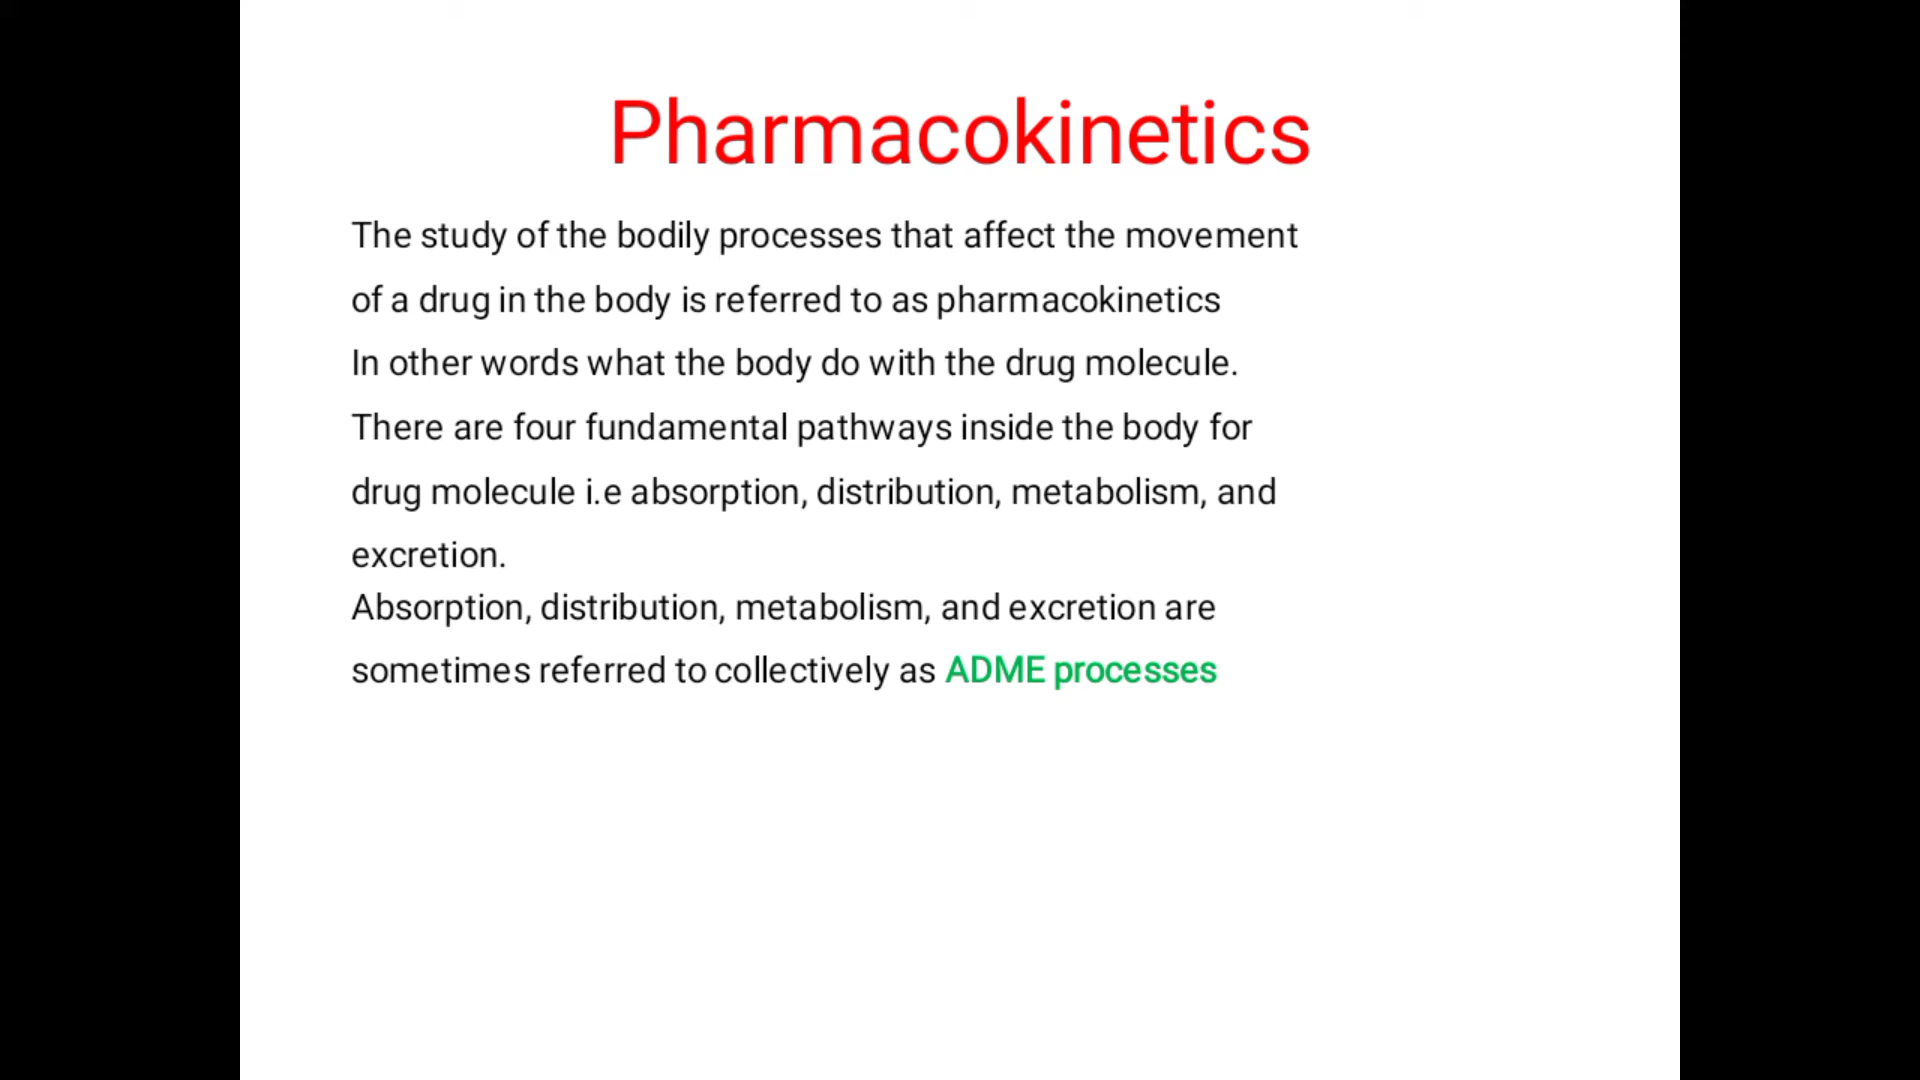 Pharmacokinetics
The study of the bodily processes that affect the movement
of a drug in the body is referred to as pharmacokinetics
In other words what the body do with the drug molecule.
There are four fundamental pathways inside the body for
drug molecule i.e absorption, distribution, metabolism, and
excretion.
Absorption, distribution, metabolism, and excretion are
sometimes referred to collectively as ADME processes